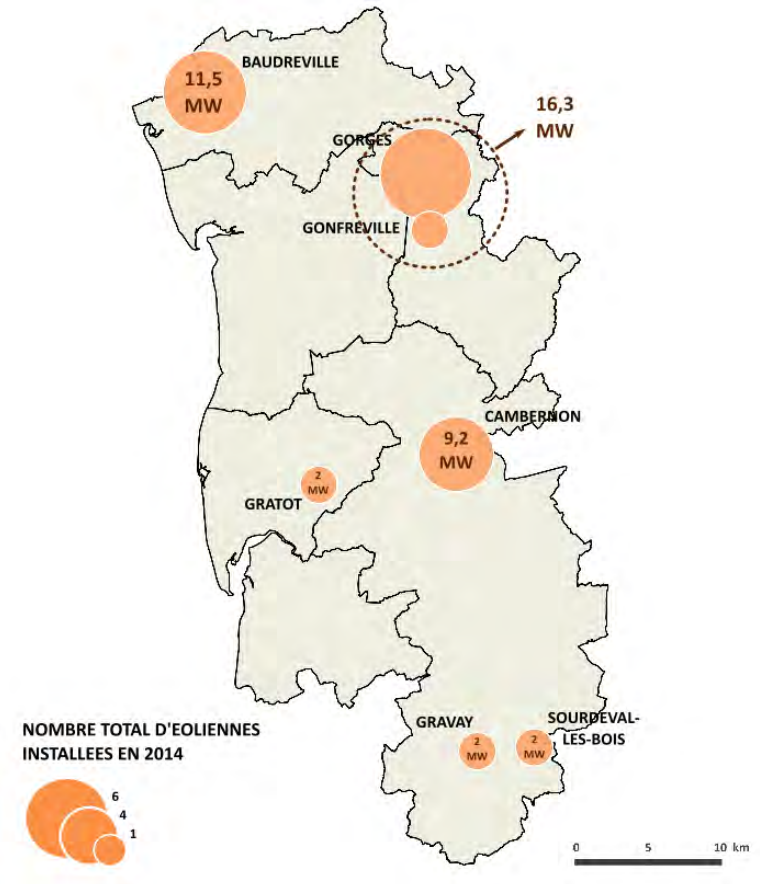 BAUDREVILLE
11,5
MW
16,3
MW
GORGES
GONFREVILLE
CAMBERNON
9,2
MW
2
MW
GRATOT
GRAVAY
SOURDEVAL-
LES-BOIS
2
MW
2
MW
NOMBRE TOTAL D'EOLIENNES
INSTALLEES EN 2014
6
4
1
0 5 10 km